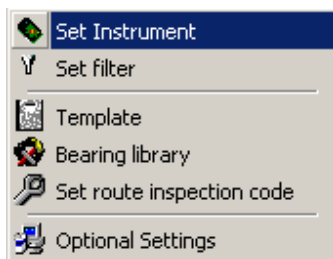 Set Instrument
Set filter
Template
Bearing library
Set route inspection code
Optional Settings